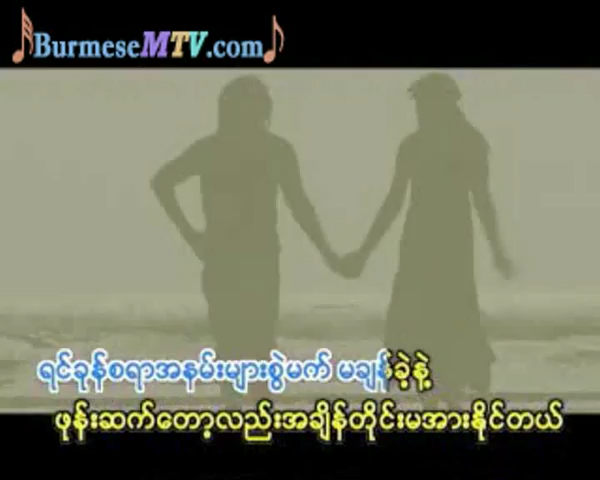 BurmeseMTV.com
ရင်ခုန်စရာအနမ်းများစွဲမက် မချန်ခဲ့နဲ့
ဖုန်းဆက်တော့လည်းအချိန်တိုင်းမအားနိုင်တယ်